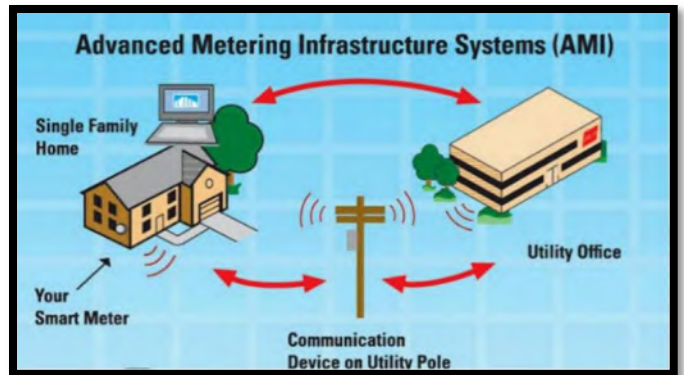 Advanced Metering Infrastructure Systems (AMI)
Single Family
Home
Utility Office
Your
Smart Meter
Communication
Device on Utility Pole